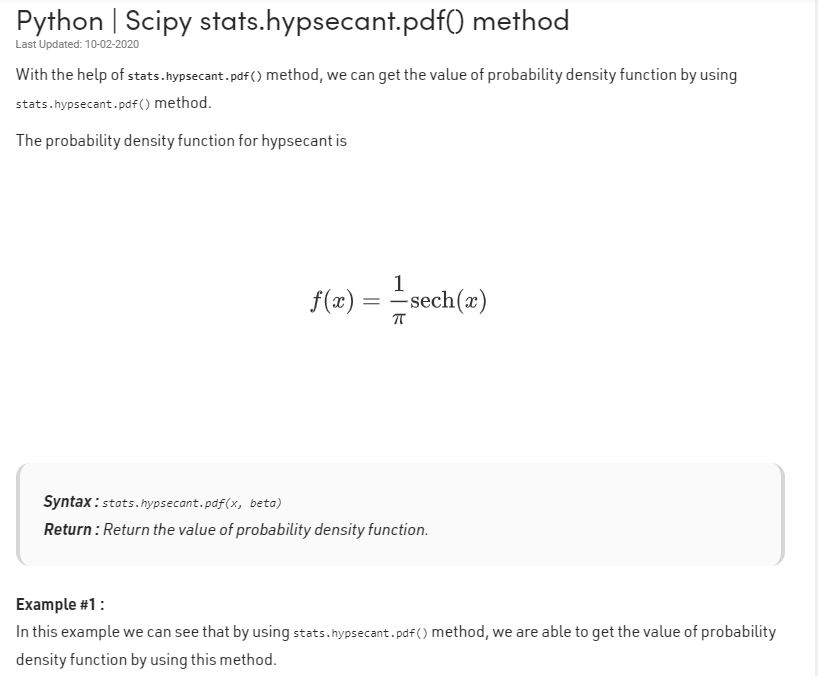 Python | Scipy stats.hypsecant.pdf() method
Last Updated: 10-02-2020
With the help of stats.hypsecant.pdf() method, we can get the value of probability density function by using
stats.hypsecant.pdf() method.
The probability density function for hypsecant is
f(x) = 1/π sech(x)
Syntax : stats.hypsecant.pdf(x, beta)
Return : Return the value of probability density function.
Example #1 :
In this example we can see that by using stats.hypsecant.pdf() method, we are able to get the value of probability
density function by using this method.